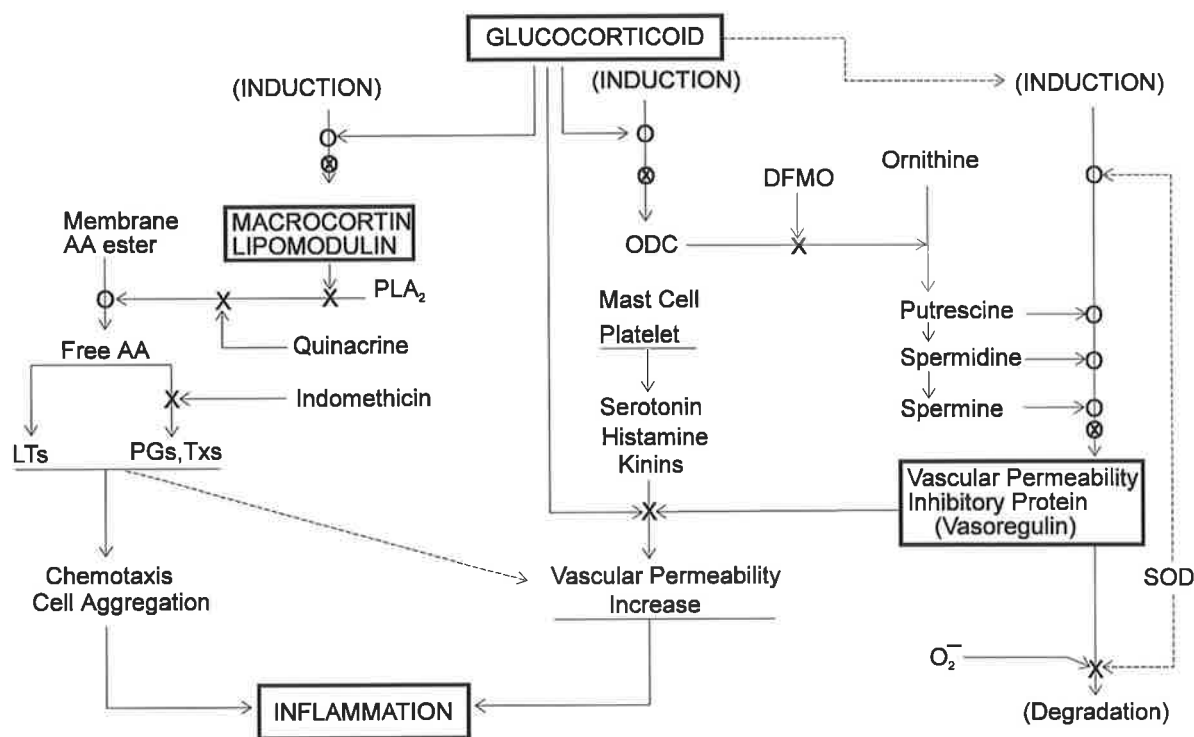 GLUCOCORTICOID
(INDUCTION)
(INDUCTION)
(INDUCTION)
MACROCORTIN
LIPOMODULIN
Membrane
AA ester
PLA₂
Quinacrine
Free AA
Indomethicin
LTs
PGs,Txs
Chemotaxis
Cell Aggregation
DFMO
Ornithine
ODC
Mast Cell
Platelet
Serotonin
Histamine
Kinins
Putrescine
Spermidine
Spermine
Vascular Permeability
Inhibitory Protein
(Vasoregulin)
Vascular Permeability
Increase
SOD
O₂⁻
(Degradation)
INFLAMMATION